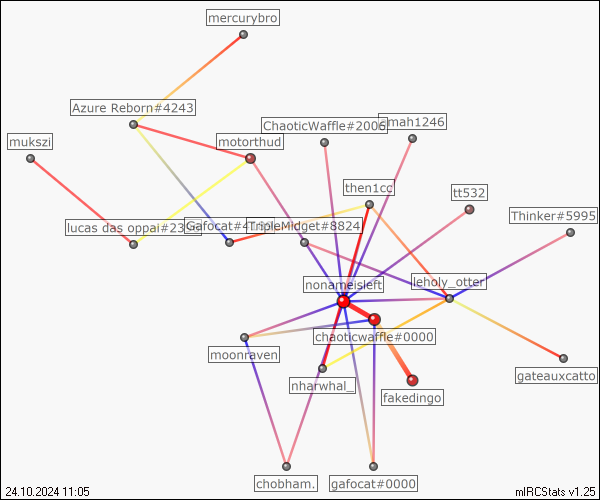 mercurybro
Azure Reborn#4243
ChaoticWaffle#2006
mah1246
mukszi
motorthud
then1cc
tt532
Thinker#5995
lucas das oppai#23
Gafocat#4
TripleMidget#8824
nonameisleft
leholy_otter
chaoticwaffle#0000
moonraven
gateauxcatto
nharwhal_
fakedingo
chobham.
gafocat#0000
24.10.2024 11:05
mIRCStats v1.25